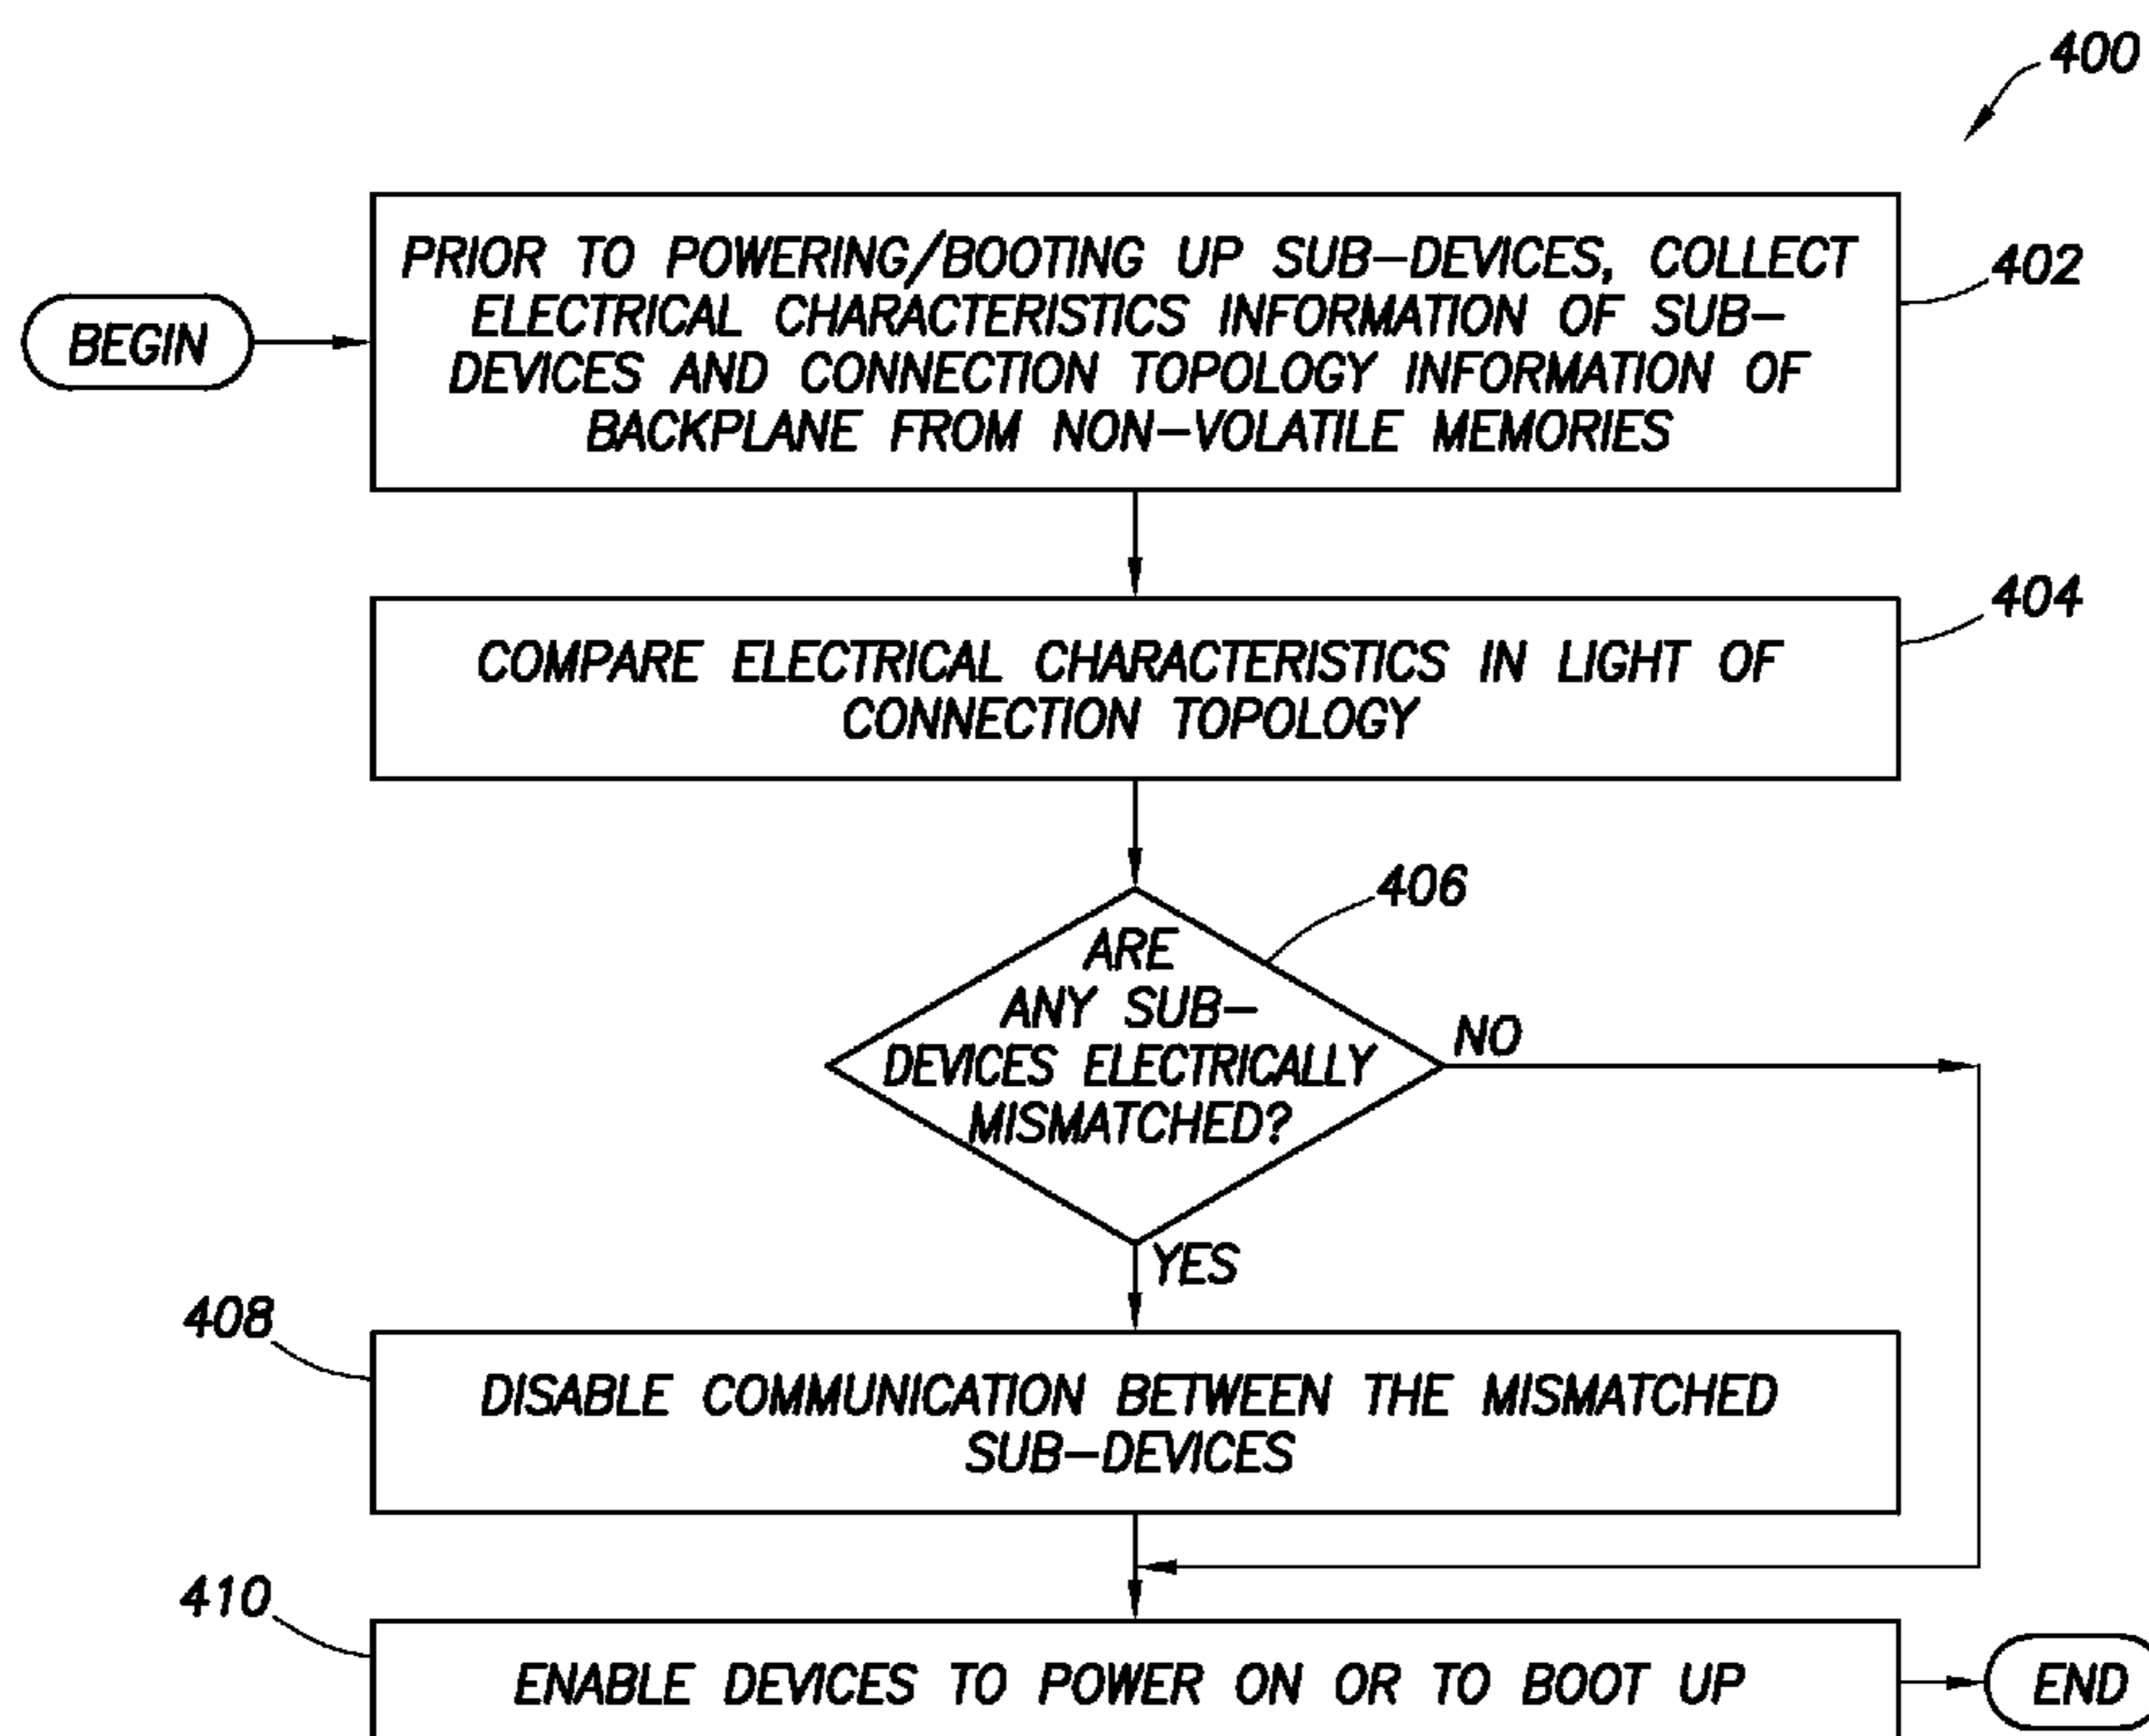 400
PRIOR TO POWERING/BOOTING UP SUB-DEVICES, COLLECT
ELECTRICAL CHARACTERISTICS INFORMATION OF SUB-
DEVICES AND CONNECTION TOPOLOGY INFORMATION OF
BACKPLANE FROM NON-VOLATILE MEMORIES
402
BEGIN
COMPARE ELECTRICAL CHARACTERISTICS IN LIGHT OF
CONNECTION TOPOLOGY
404
406
ARE
ANY SUB-
DEVICES ELECTRICALLY
MISMATCHED?
NO
YES
408
DISABLE COMMUNICATION BETWEEN THE MISMATCHED
SUB-DEVICES
410
ENABLE DEVICES TO POWER ON OR TO BOOT UP
END